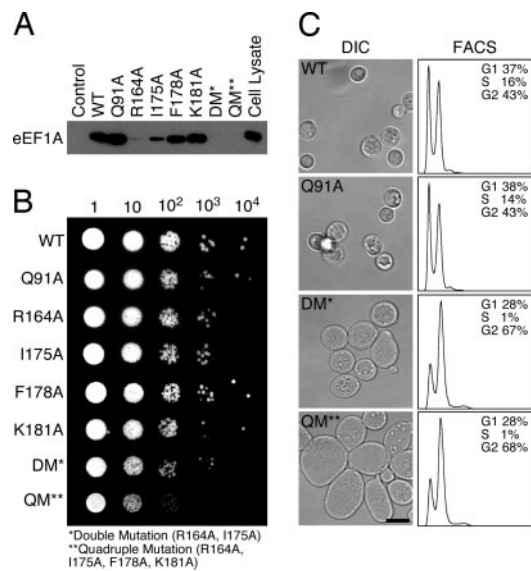 A
Control
WT
Q91A
R164A
I175A
F178A
K181A
DM*
QM**
Cell Lysate
eEF1A
B
1 10 10² 10³ 10⁴
WT
Q91A
R164A
I175A
F178A
K181A
DM*
QM**
*Double Mutation (R164A, I175A)
**Quadruple Mutation (R164A,
I175A, F178A, K181A)
C
DIC FACS
WT
G1 37%
S 16%
G2 43%
Q91A
G1 38%
S 14%
G2 43%
DM*
G1 28%
S 1%
G2 67%
QM**
G1 28%
S 1%
G2 68%